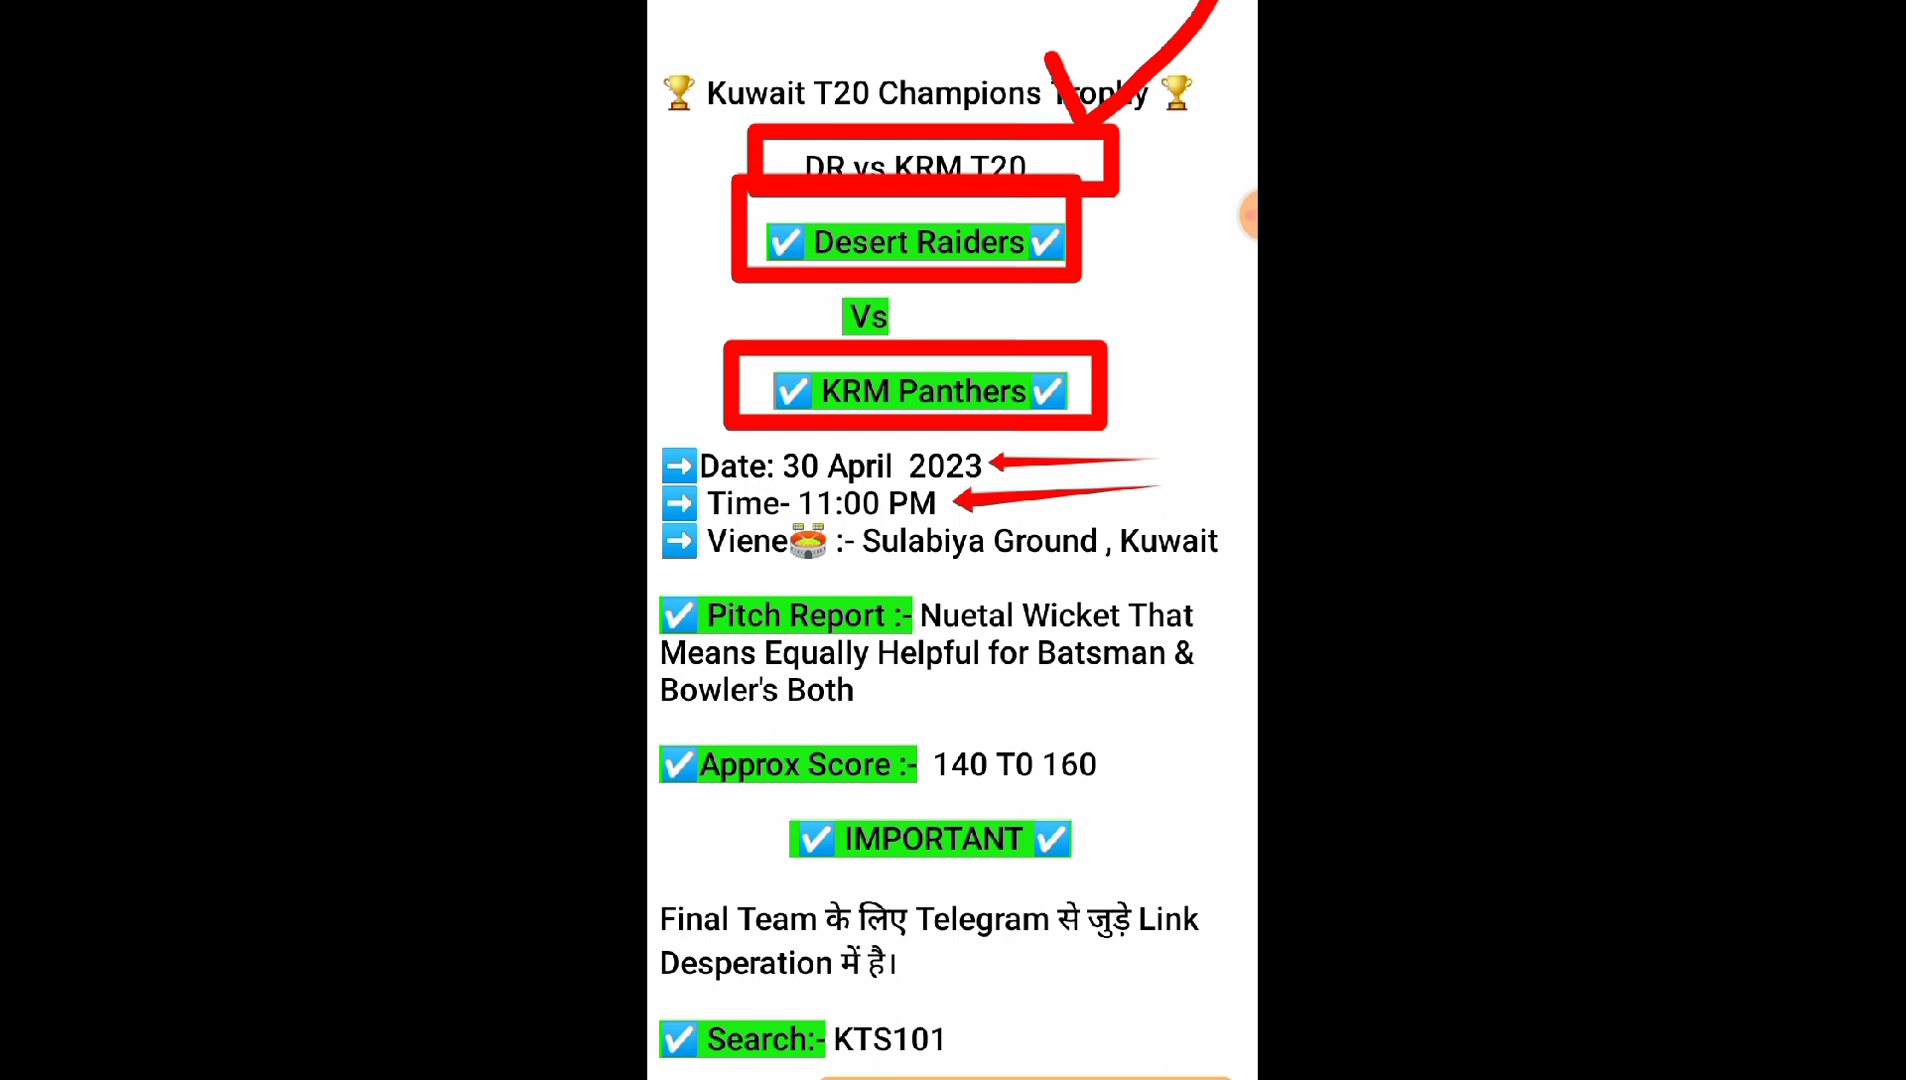 🏆 Kuwait T20 Champions Trophy 🏆
DR vs KRM T20
✅ Desert Raiders✅
Vs
✅ KRM Panthers✅
➡️Date: 30 April 2023
➡️ Time- 11:00 PM
➡️ Viene🏟️ :- Sulabiya Ground , Kuwait
✅ Pitch Report :- Nuetal Wicket That
Means Equally Helpful for Batsman &
Bowler's Both
✅Approx Score :- 140 T0 160
✅ IMPORTANT ✅
Final Team के लिए Telegram से जुड़े Link
Desperation में है।
✅ Search:- KTS101